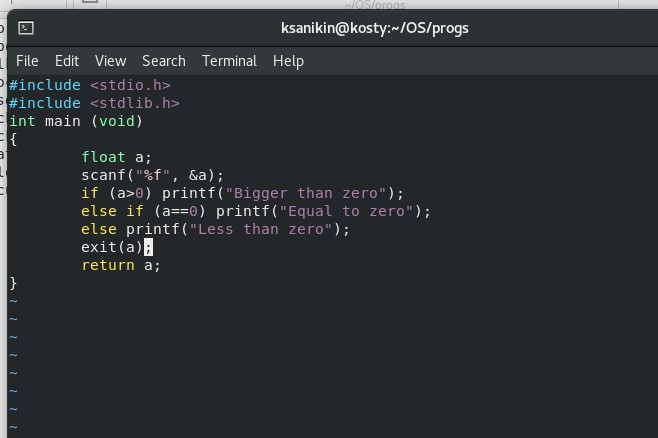 ~/OS/progs
ksanikin@kosty:~/OS/progs
File Edit View Search Terminal Help
#include <stdio.h>
#include <stdlib.h>
int main (void)
{
        float a;
        scanf("%f", &a);
        if (a>0) printf("Bigger than zero");
        else if (a==0) printf("Equal to zero");
        else printf("Less than zero");
        exit(a);
        return a;
}
~
~
~
~
~
~
~
~